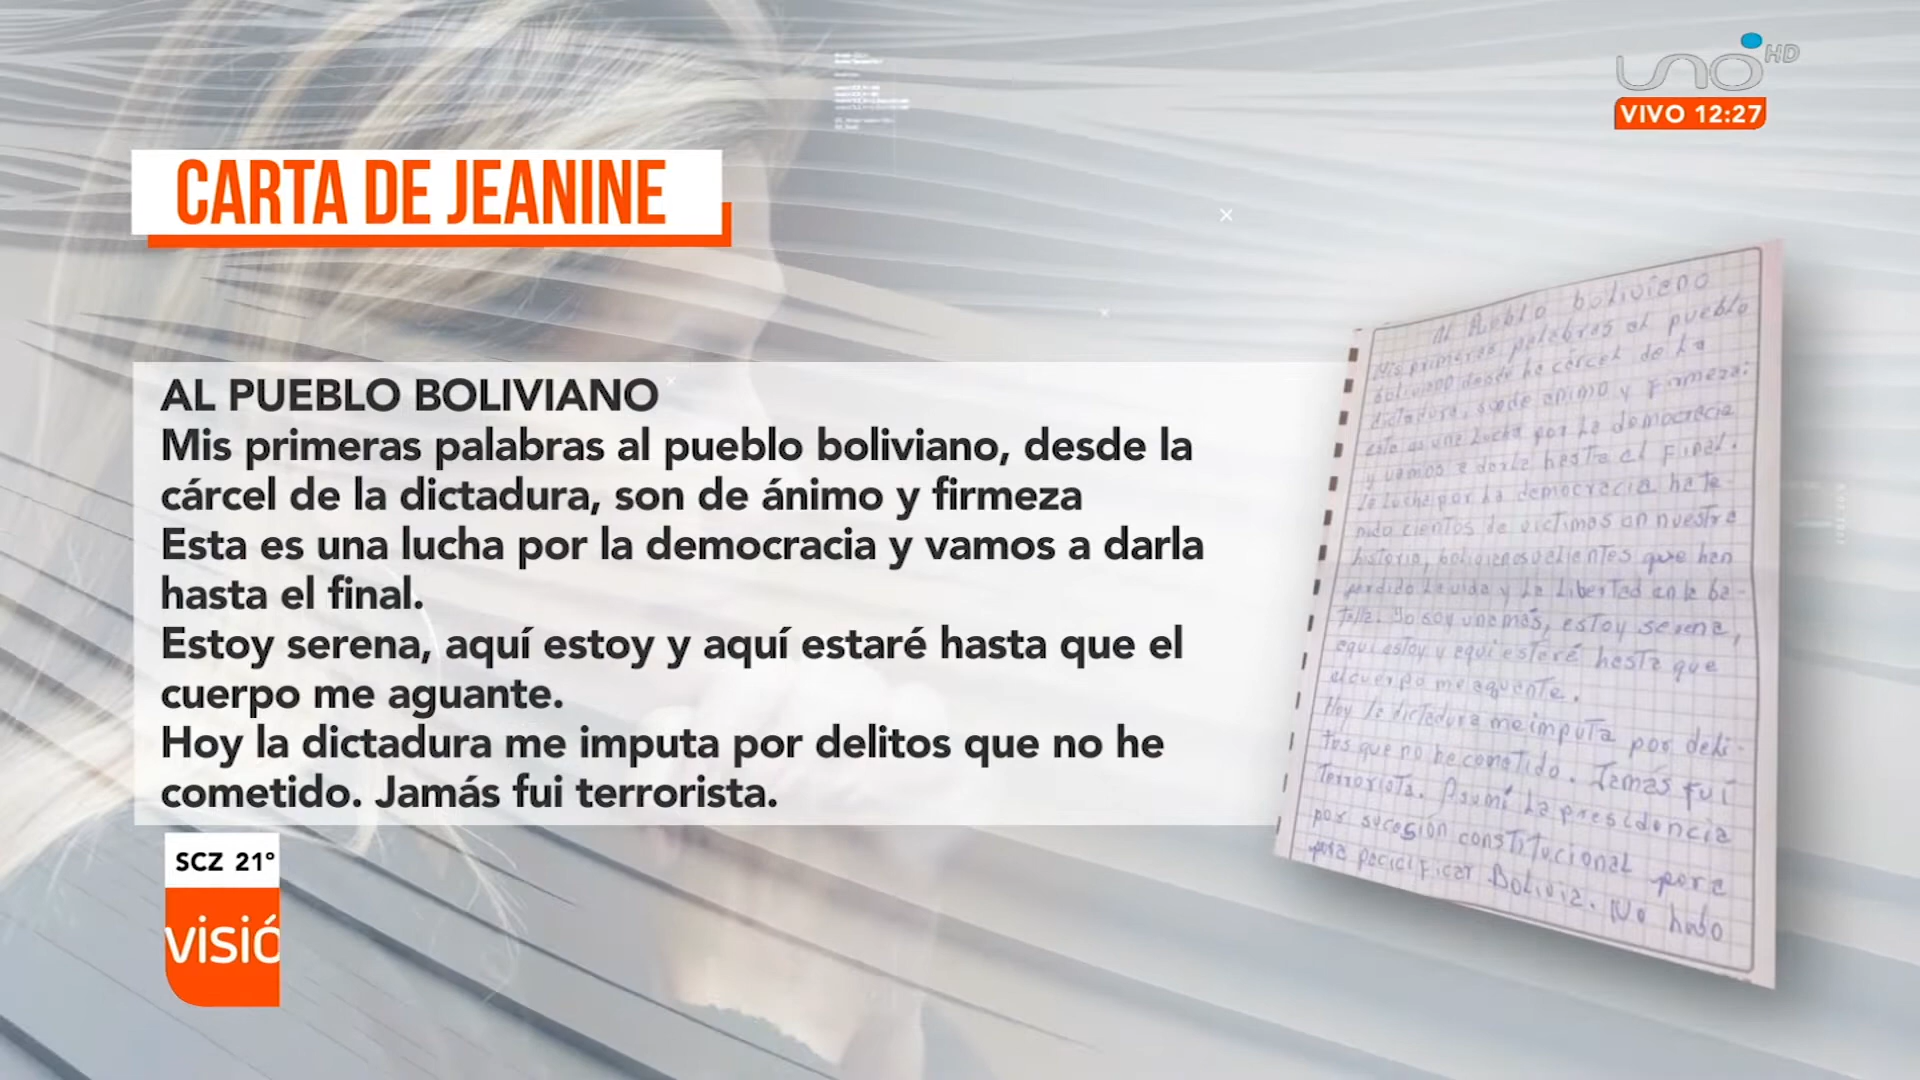 uno HD
VIVO 12:27
CARTA DE JEANINE
AL PUEBLO BOLIVIANO
Mis primeras palabras al pueblo boliviano, desde la
cárcel de la dictadura, son de ánimo y firmeza
Esta es una lucha por la democracia y vamos a darla
hasta el final.
Estoy serena, aquí estoy y aquí estaré hasta que el
cuerpo me aguante.
Hoy la dictadura me imputa por delitos que no he
cometido. Jamás fui terrorista.
Al Pueblo boliviano
Mis primeras palabras al pueblo
boliviano desde la cárcel de la
dictadura, son de animo y firmeza:
esta es una lucha por la democracia
y vamos a darla hasta el final.
La lucha por la democracia ha te-
nido cientos de victimas en nuestra
historia, bolivianos valientes que han
perdido la vida y la libertad en la ba-
talla. Yo soy una más, estoy serena,
aquí estoy y aquí estaré hasta que
el cuerpo me aguante.
Hoy la dictadura me imputa por deli-
tos que no he cometido. Jamás fui
terrorista. Asumí la presidencia
por sucesión constitucional para
para pacificar Bolivia. No hubo
SCZ 21°
visió